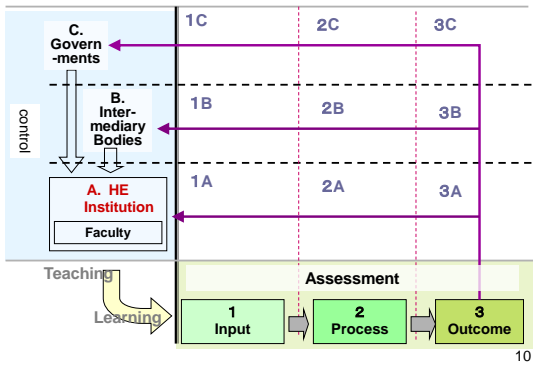 1C
2C
3C
C.
Govern
-ments
1B
2B
3B
B.
Inter-
mediary
Bodies
control
1A
2A
3A
A. HE
Institution
Faculty
Teaching
Learning
Assessment
1
Input
2
Process
3
Outcome
10